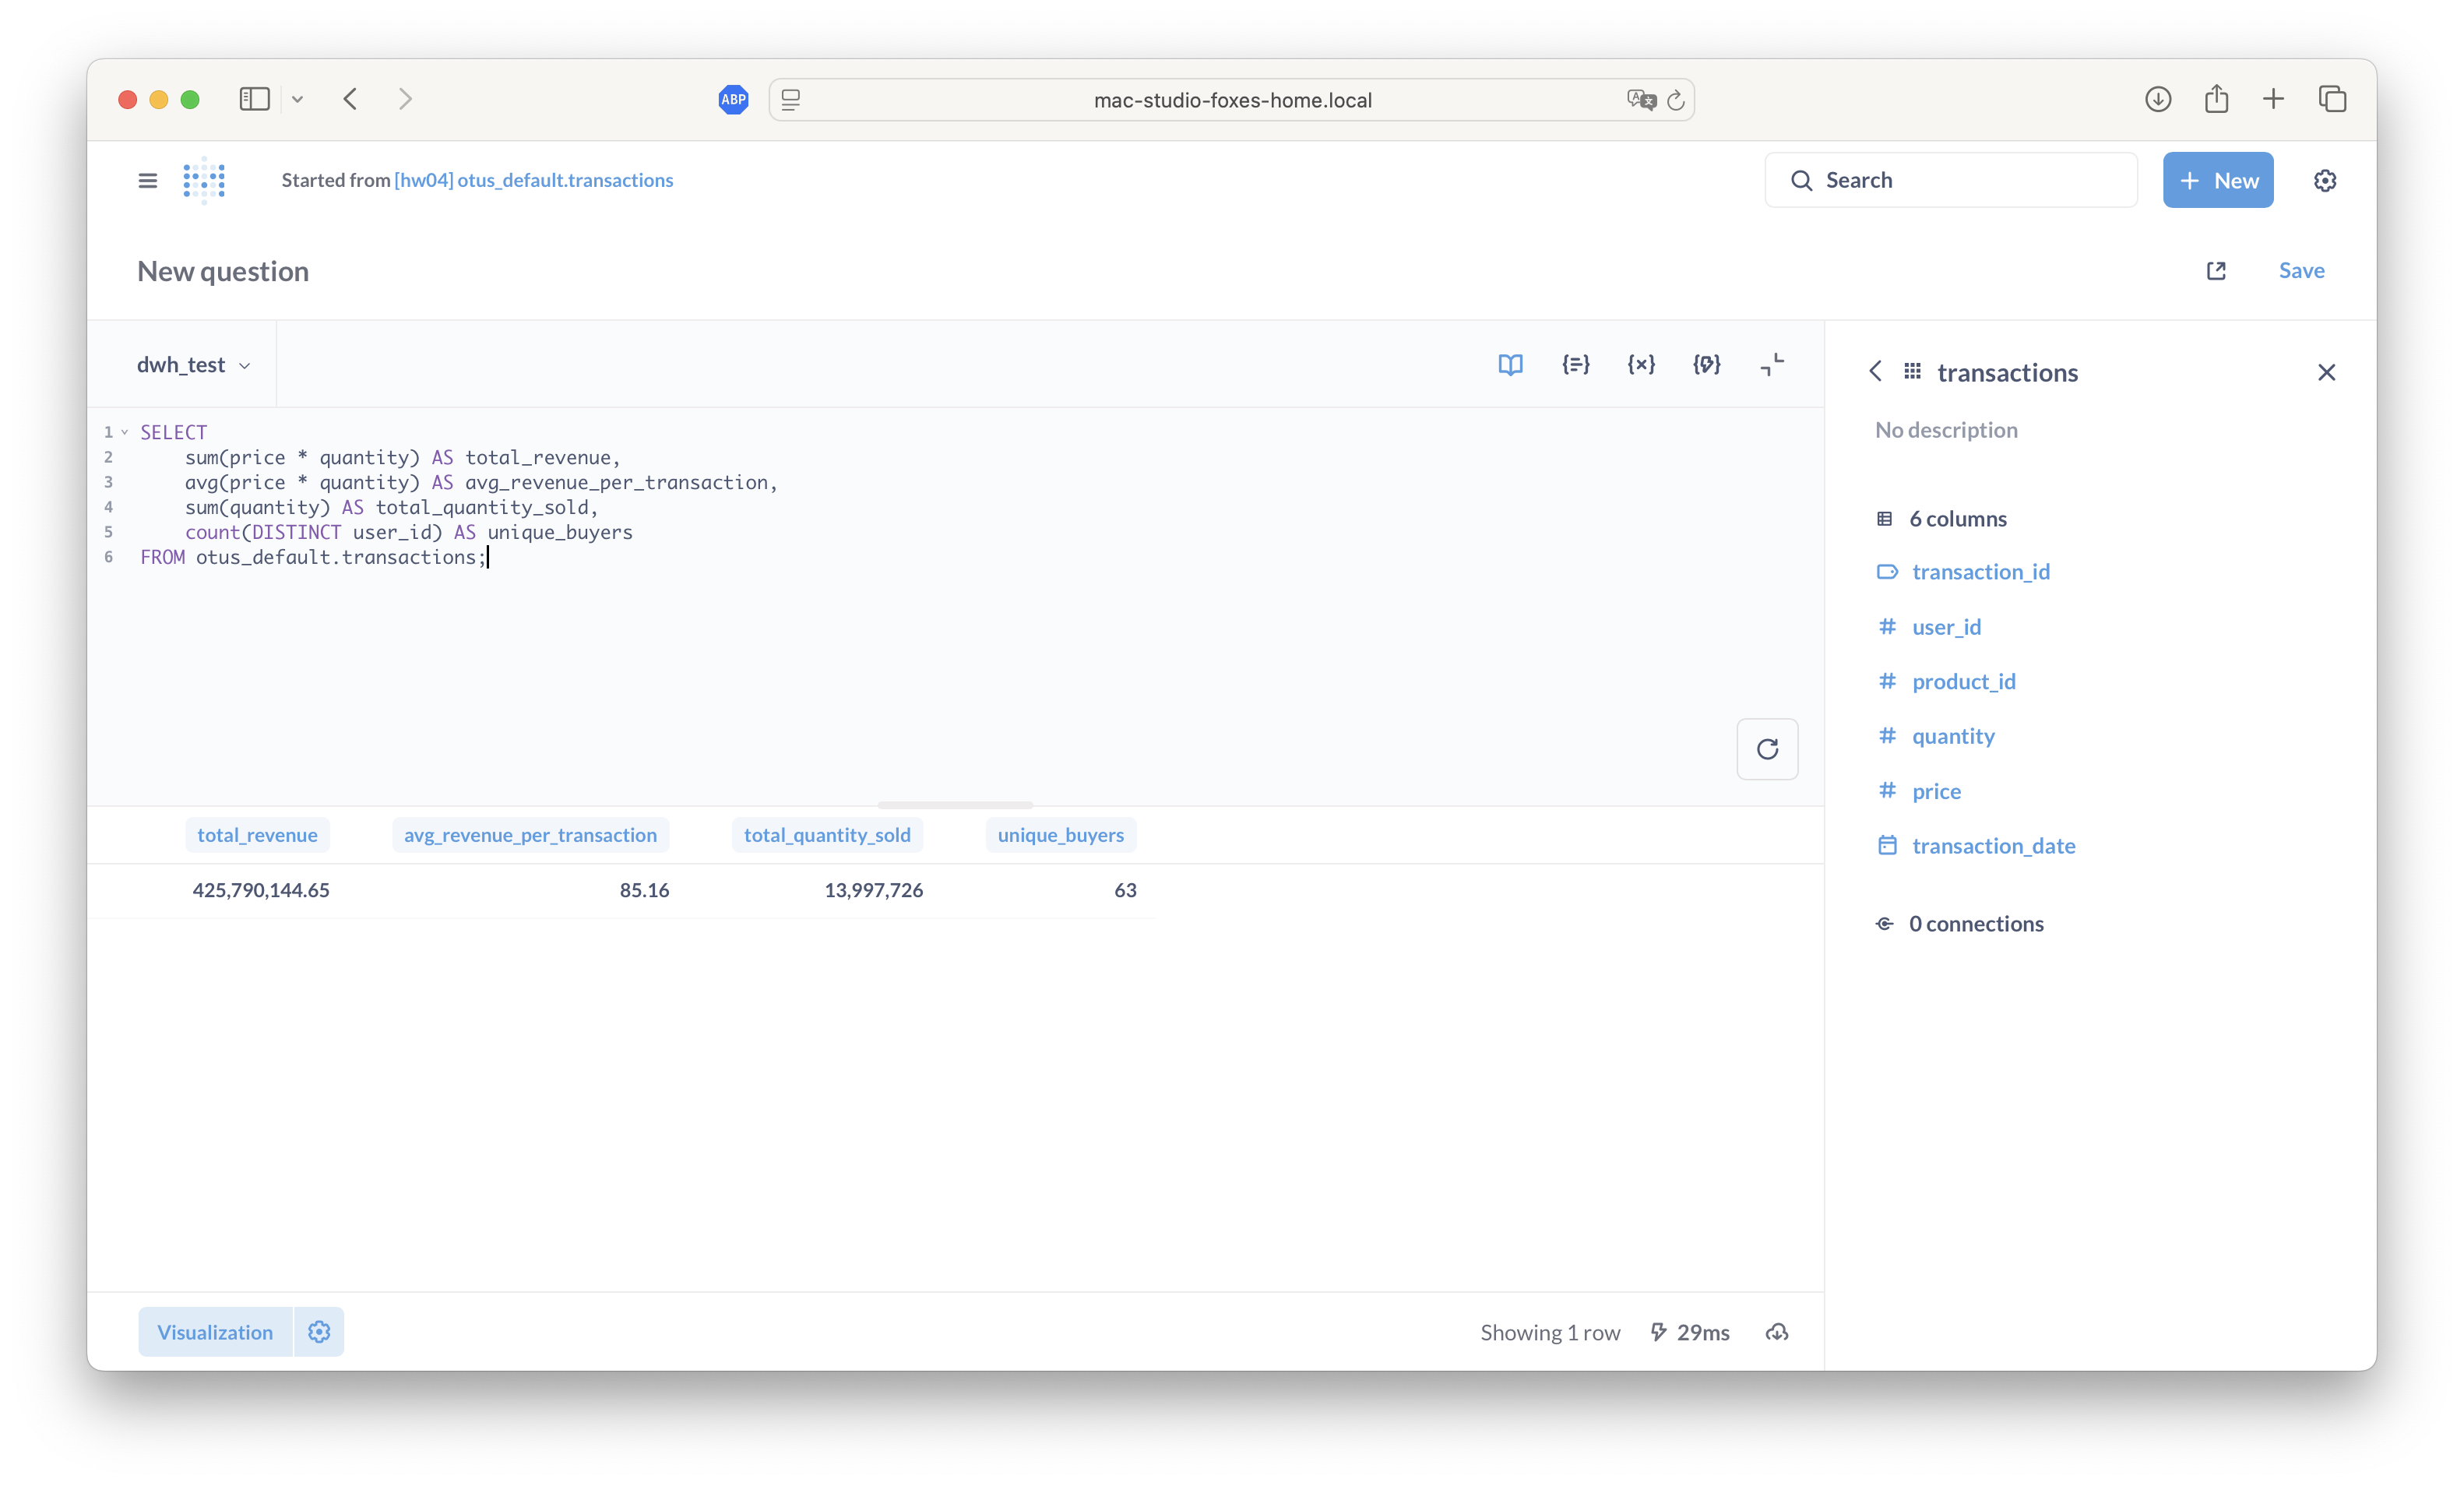 ABP
mac-studio-foxes-home.local
Started from [hw04] otus_default.transactions
Search
+ New
New question
Save
dwh_test
1 SELECT
2 sum(price * quantity) AS total_revenue,
3 avg(price * quantity) AS avg_revenue_per_transaction,
4 sum(quantity) AS total_quantity_sold,
5 count(DISTINCT user_id) AS unique_buyers
6 FROM otus_default.transactions;
total_revenue avg_revenue_per_transaction total_quantity_sold unique_buyers
425,790,144.65 85.16 13,997,726 63
Visualization
Showing 1 row 29ms
transactions
No description
6 columns
transaction_id
# user_id
# product_id
# quantity
# price
transaction_date
0 connections